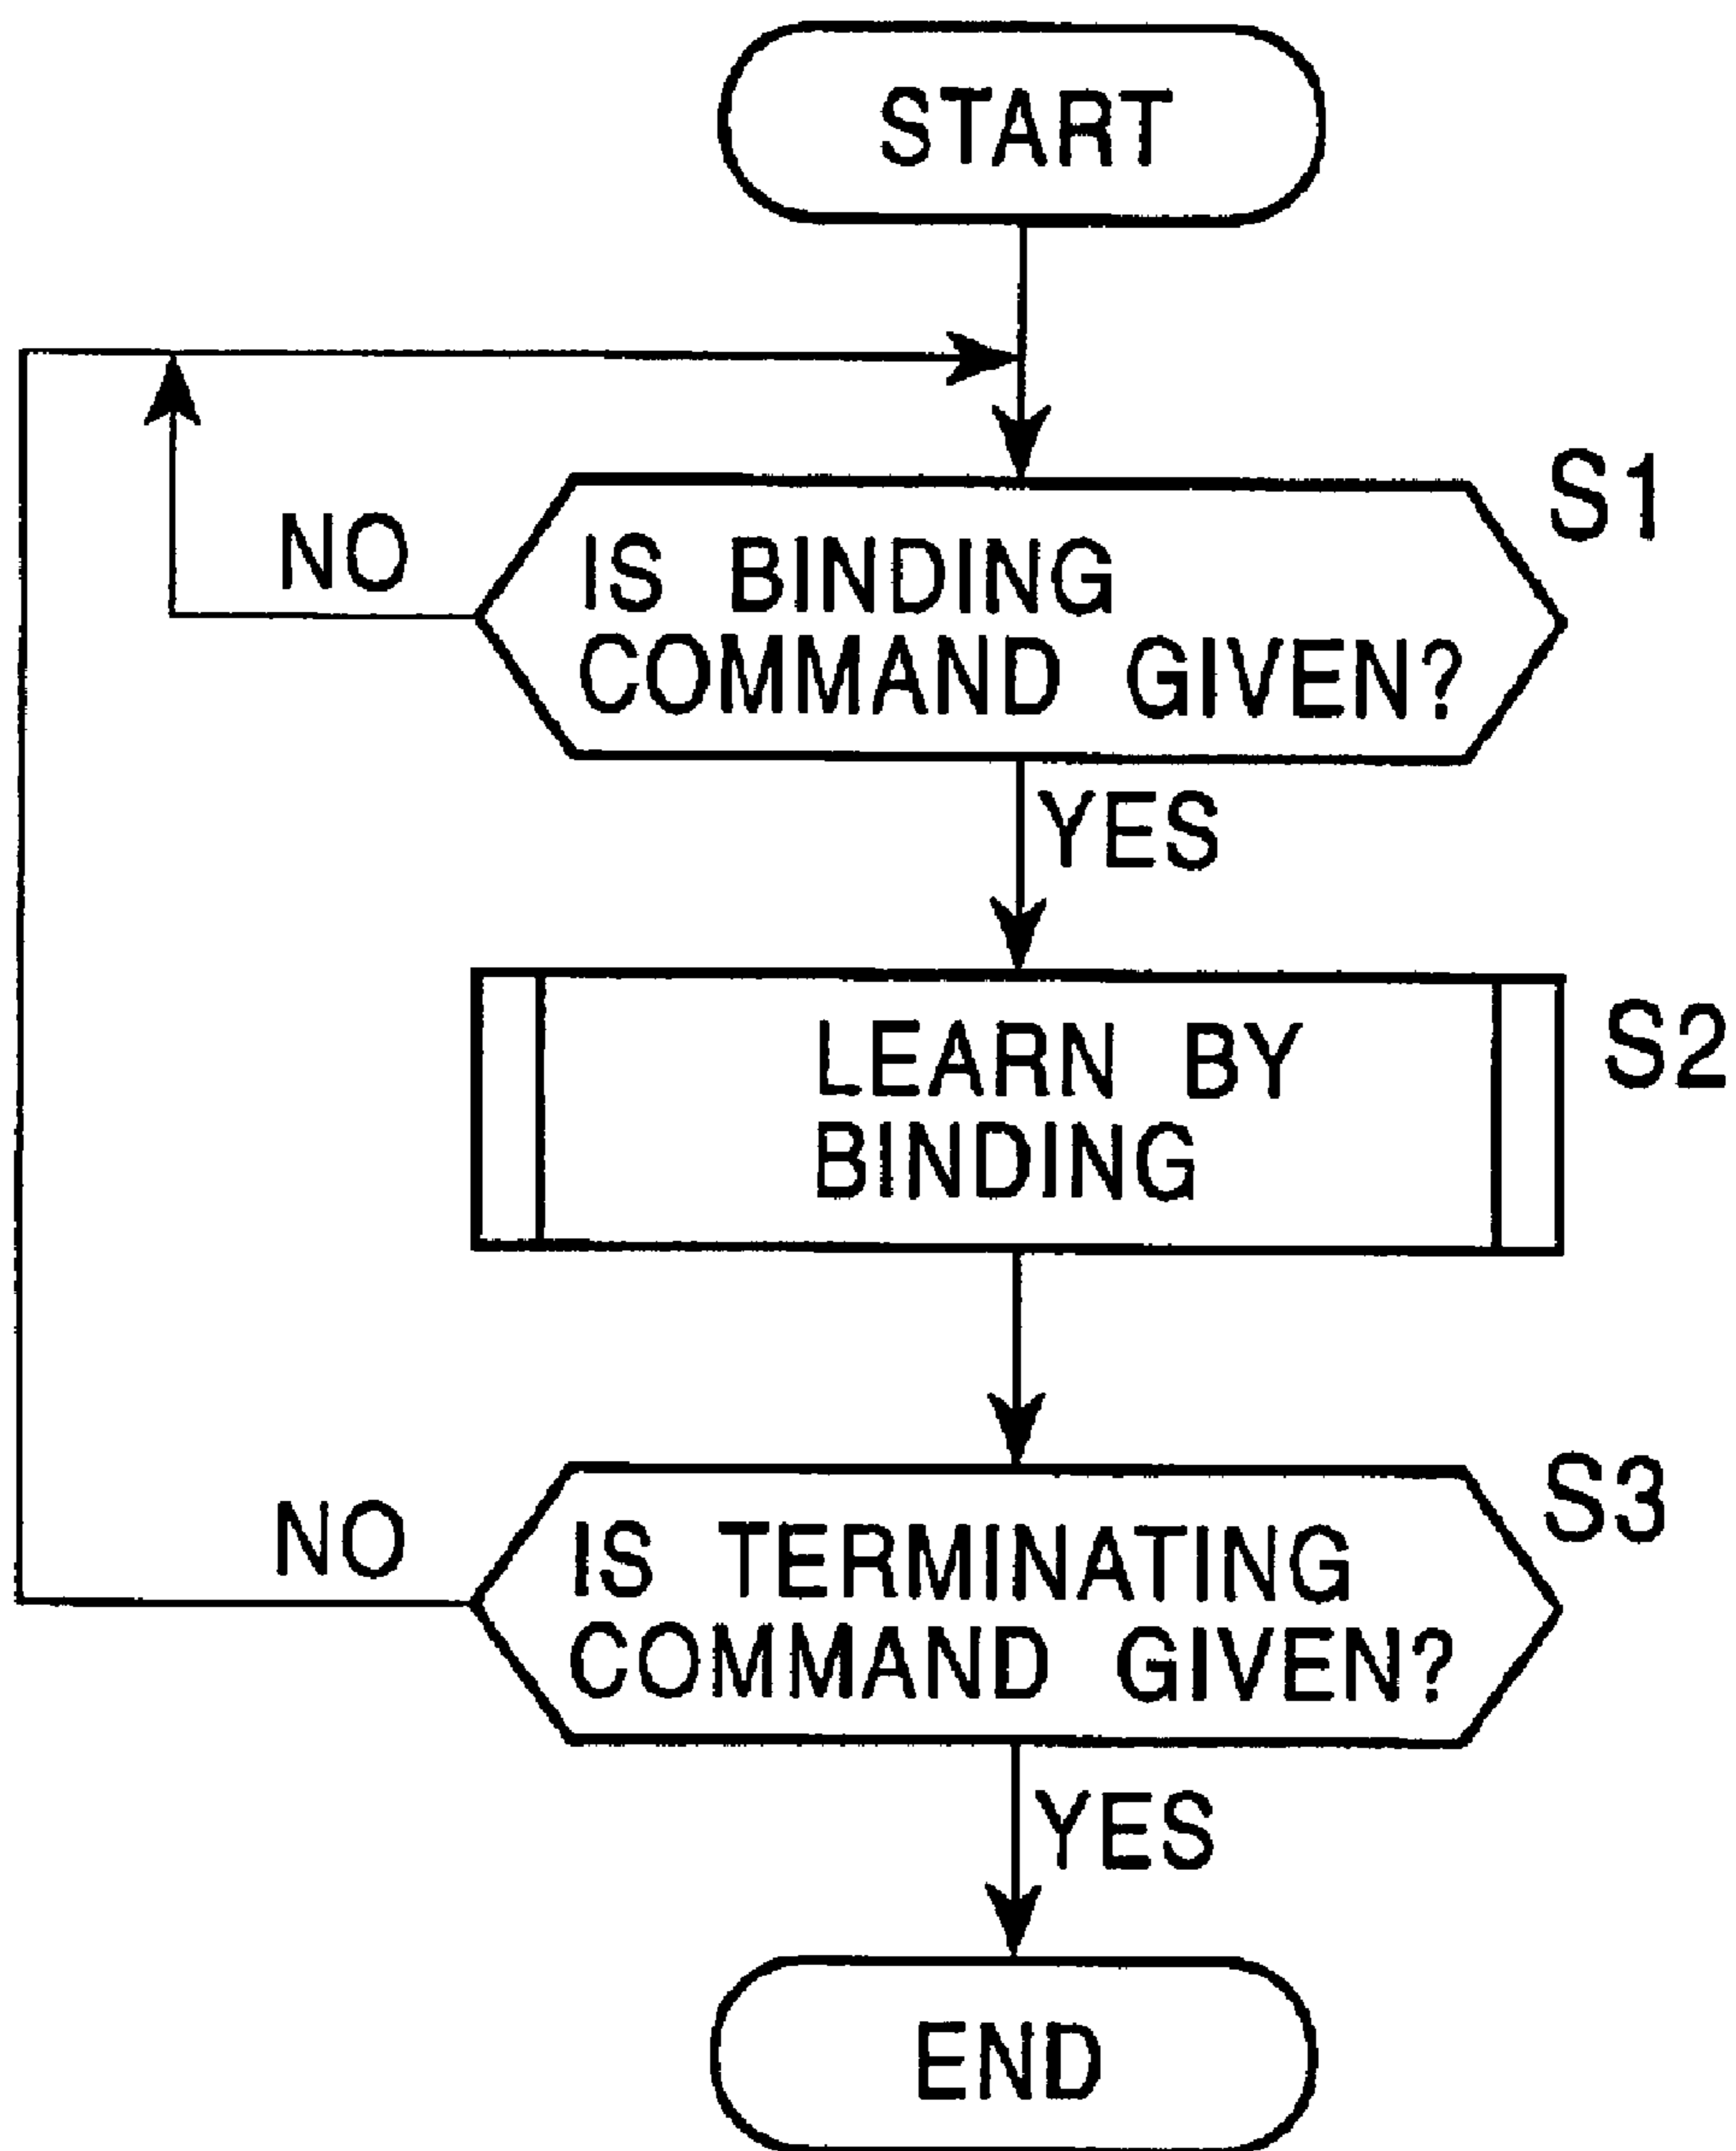 START
S1
NO
IS BINDING
COMMAND GIVEN?
YES
S2
LEARN BY
BINDING
S3
NO
IS TERMINATING
COMMAND GIVEN?
YES
END